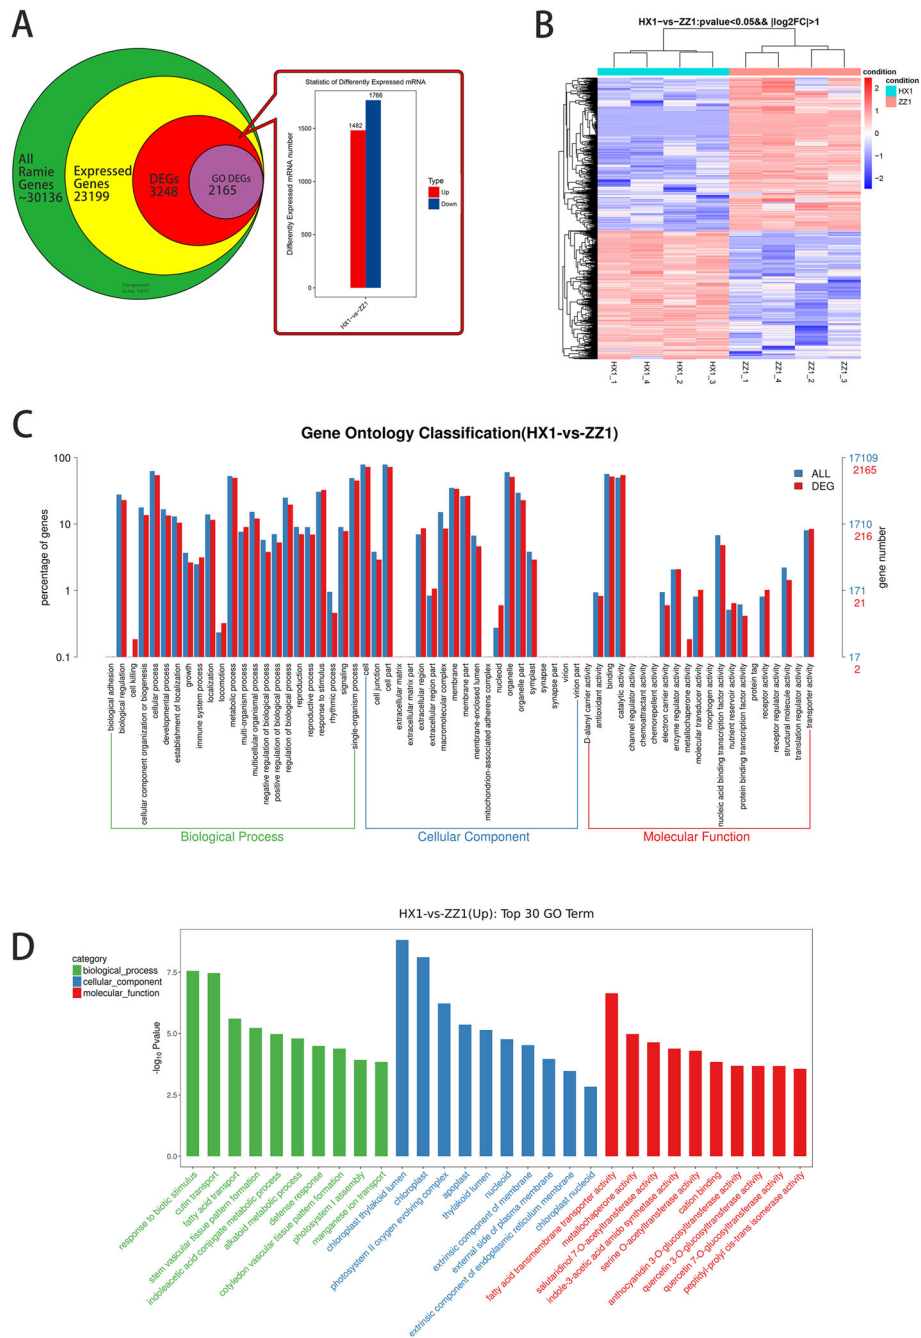 A
All
Ramie
Genes
~30136
Expressed
Genes
23199
DEGs
3248
GO DEGs
2165
Statistic of Differently Expressed mRNA
Differently Expressed mRNA number
1500
1000
500
0
1482
1766
HX1-vs-ZZ1
Type
Up
Down
B
HX1-vs-ZZ1:pvalue<0.05&& |log2FC|>1
condition
2
1
0
-1
-2
condition
HX1
ZZ1
HX1_1
HX1_4
HX1_2
HX1_3
ZZ1_1
ZZ1_4
ZZ1_2
ZZ1_3
C
Gene Ontology Classification(HX1-vs-ZZ1)
percentage of genes
100
10
1
0.1
ALL
DEG
17109
2165
1710
216
171
21
17
2
gene number
biological adhesion
biological regulation
cell killing
cellular component organization or biogenesis
cellular process
developmental process
establishment of localization
growth
immune system process
localization
locomotion
metabolic process
multi-organism process
multicellular organismal process
negative regulation of biological process
positive regulation of biological process
regulation of biological process
reproduction
reproductive process
response to stimulus
rhythmic process
signaling
single-organism process
cell
cell junction
cell part
extracellular matrix
extracellular matrix part
extracellular region
extracellular region part
macromolecular complex
membrane
membrane part
membrane-enclosed lumen
mitochondrion-associated adherens complex
nucleoid
organelle
organelle part
symplast
synapse
synapse part
virion
virion part
D-alanyl carrier activity
antioxidant activity
binding
catalytic activity
channel regulator activity
chemoattractant activity
chemorepellent activity
electron carrier activity
enzyme regulator activity
metallochaperone activity
molecular transducer activity
morphogen activity
nucleic acid binding transcription factor activity
nutrient reservoir activity
protein binding transcription factor activity
protein tag
receptor activity
receptor regulator activity
structural molecule activity
translation regulator activity
transporter activity
Biological Process
Cellular Component
Molecular Function
D
HX1-vs-ZZ1(Up): Top 30 GO Term
category
biological_process
cellular_component
molecular_function
-log10 Pvalue
7.5
5.0
2.5
0.0
response to biotic stimulus
cutin transport
fatty acid transport
stem vascular tissue pattern formation
indoleacetic acid conjugate metabolic process
alkaloid metabolic process
defense response
cotyledon vascular tissue pattern formation
photosystem I assembly
manganese ion transport
chloroplast thylakoid lumen
chloroplast
photosystem II oxygen evolving complex
apoplast
thylakoid lumen
nucleoid
extrinsic component of membrane
external side of plasma membrane
extrinsic component of endoplasmic reticulum membrane
chloroplast nucleoid
fatty acid transmembrane transporter activity
metallochaperone activity
salutaridinol 7-O-acetyltransferase activity
indole-3-acetic acid amido synthetase activity
serine O-acetyltransferase activity
cation binding
anthocyanidin 3-O-glucosyltransferase activity
quercetin 3-O-glucosyltransferase activity
quercetin 7-O-glucosyltransferase activity
peptidyl-prolyl cis-trans isomerase activity